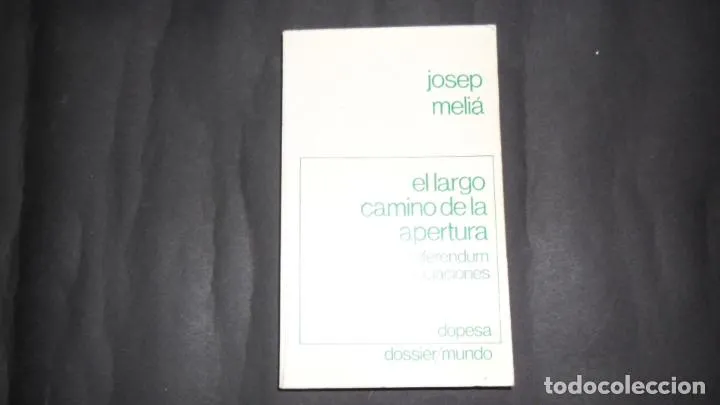 josep
meliá
el largo
camino de la
apertura
dopesa
dossier/mundo
todocoleccion